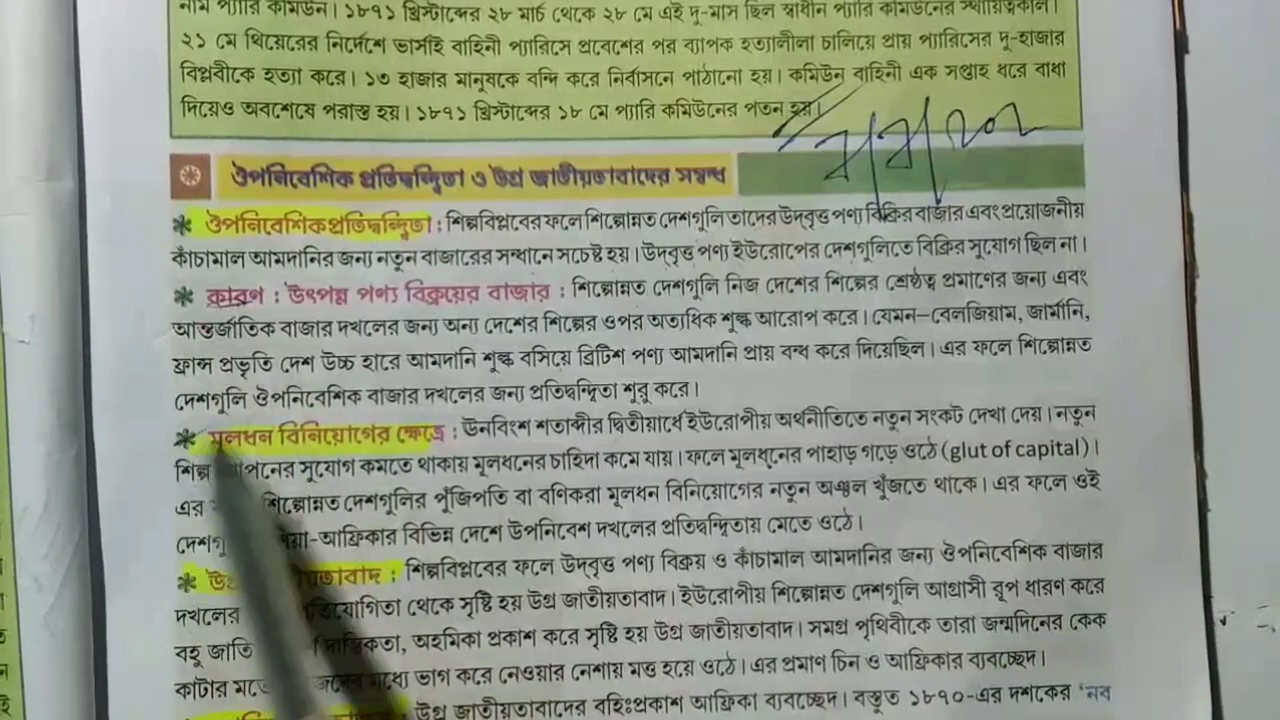 নাম প্যারি কমিউন। ১৮৭১ খ্রিস্টাব্দের ২৮ মার্চ থেকে ২৮ মে এই দু-মাস ছিল স্বাধীন প্যারি কমিউনের স্থায়িত্বকাল।
২১ মে থিয়েরের নির্দেশে ভার্সাই বাহিনী প্যারিসে প্রবেশের পর ব্যাপক হত্যালীলা চালিয়ে প্রায় প্যারিসের দু-হাজার
বিপ্লবীকে হত্যা করে। ১৩ হাজার মানুষকে বন্দি করে নির্বাসনে পাঠানো হয়। কমিউন বাহিনী এক সপ্তাহ ধরে বাধা
দিয়েও অবশেষে পরাস্ত হয়। ১৮৭১ খ্রিস্টাব্দের ১৮ মে প্যারি কমিউনের পতন হয়।
ঔপনিবেশিক প্রতিদ্বন্দ্বিতা ও উগ্র জাতীয়তাবাদের সম্বন্ধ
* ঔপনিবেশিক প্রতিদ্বন্দ্বিতা : শিল্পবিপ্লবের ফলে শিল্পোন্নত দেশগুলি তাদের উদ্‌বৃত্ত পণ্য বিক্রির বাজার এবং প্রয়োজনীয়
কাঁচামাল আমদানির জন্য নতুন বাজারের সন্ধানে সচেষ্ট হয়। উদ্‌বৃত্ত পণ্য ইউরোপের দেশগুলিতে বিক্রির সুযোগ ছিল না।
* কারণ : উৎপন্ন পণ্য বিক্রয়ের বাজার : শিল্পোন্নত দেশগুলি নিজ দেশের শিল্পের শ্রেষ্ঠত্ব প্রমাণের জন্য এবং
আন্তর্জাতিক বাজার দখলের জন্য অন্য দেশের শিল্পের ওপর অত্যধিক শুল্ক আরোপ করে। যেমন—বেলজিয়াম, জার্মানি,
ফ্রান্স প্রভৃতি দেশ উচ্চ হারে আমদানি শুল্ক বসিয়ে ব্রিটিশ পণ্য আমদানি প্রায় বন্ধ করে দিয়েছিল। এর ফলে শিল্পোন্নত
দেশগুলি ঔপনিবেশিক বাজার দখলের জন্য প্রতিদ্বন্দ্বিতা শুরু করে।
* মূলধন বিনিয়োগের ক্ষেত্রে : ঊনবিংশ শতাব্দীর দ্বিতীয়ার্ধে ইউরোপীয় অর্থনীতিতে নতুন সংকট দেখা দেয়। নতুন
শিল্প পনের সুযোগ কমতে থাকায় মূলধনের চাহিদা কমে যায়। ফলে মূলধনের পাহাড় গড়ে ওঠে (glut of capital)।
এর শিল্পোন্নত দেশগুলির পুঁজিপতি বা বণিকরা মূলধন বিনিয়োগের নতুন অঞ্চল খুঁজতে থাকে। এর ফলে ওই
দেশগু য়া-আফ্রিকার বিভিন্ন দেশে উপনিবেশ দখলের প্রতিদ্বন্দ্বিতায় মেতে ওঠে।
* উগ্র তাবাদ : শিল্পবিপ্লবের ফলে উদ্‌বৃত্ত পণ্য বিক্রয় ও কাঁচামাল আমদানির জন্য ঔপনিবেশিক বাজার
দখলের তিযোগিতা থেকে সৃষ্টি হয় উগ্র জাতীয়তাবাদ। ইউরোপীয় শিল্পোন্নত দেশগুলি আগ্রাসী রূপ ধারণ করে
বহু জাতি দাম্ভিকতা, অহমিকা প্রকাশ করে সৃষ্টি হয় উগ্র জাতীয়তাবাদ। সমগ্র পৃথিবীকে তারা জন্মদিনের কেক
কাটার মতো জেদের মধ্যে ভাগ করে নেওয়ার নেশায় মত্ত হয়ে ওঠে। এর প্রমাণ চিন ও আফ্রিকার ব্যবচ্ছেদ।
উগ্র জাতীয়তাবাদের বহিঃপ্রকাশ আফ্রিকা ব্যবচ্ছেদ। বস্তুত ১৮৭০-এর দশকের 'নব